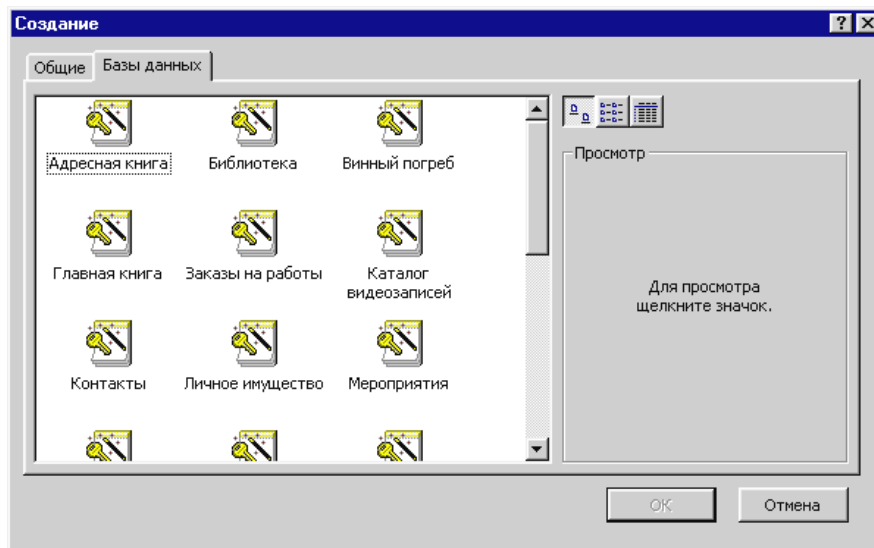 Создание
Общие
Базы данных
Адресная книга
Библиотека
Винный погреб
Главная книга
Заказы на работы
Каталог
видеозаписей
Контакты
Личное имущество
Мероприятия
Просмотр
Для просмотра
щелкните значок.
OK
Отмена